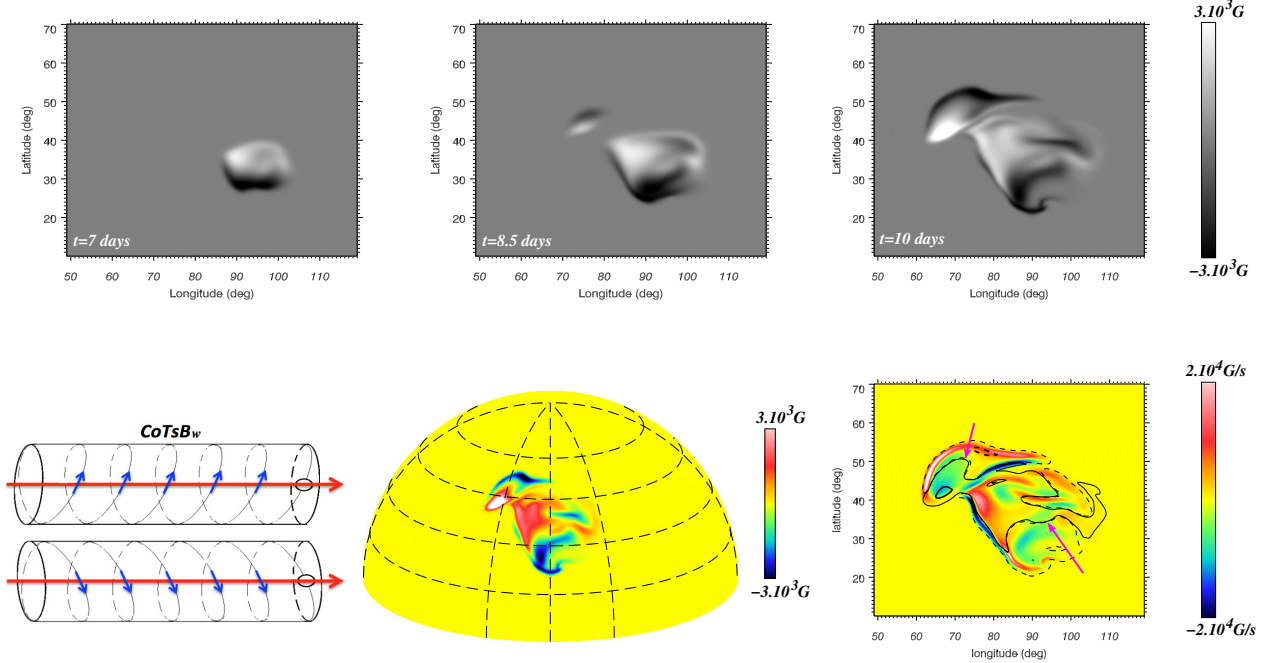 3.10³G
70
60
50
40
30
20
Latitude (deg)
t=7 days
50 60 70 80 90 100 110
Longitude (deg)
70
60
50
40
30
20
Latitude (deg)
t=8.5 days
50 60 70 80 90 100 110
Longitude (deg)
70
60
50
40
30
20
Latitude (deg)
t=10 days
50 60 70 80 90 100 110
Longitude (deg)
−3.10³G
CoTsBw
3.10³G
−3.10³G
2.10⁴G/s
70
60
50
40
30
20
latitude (deg)
50 60 70 80 90 100 110
longitude (deg)
−2.10⁴G/s